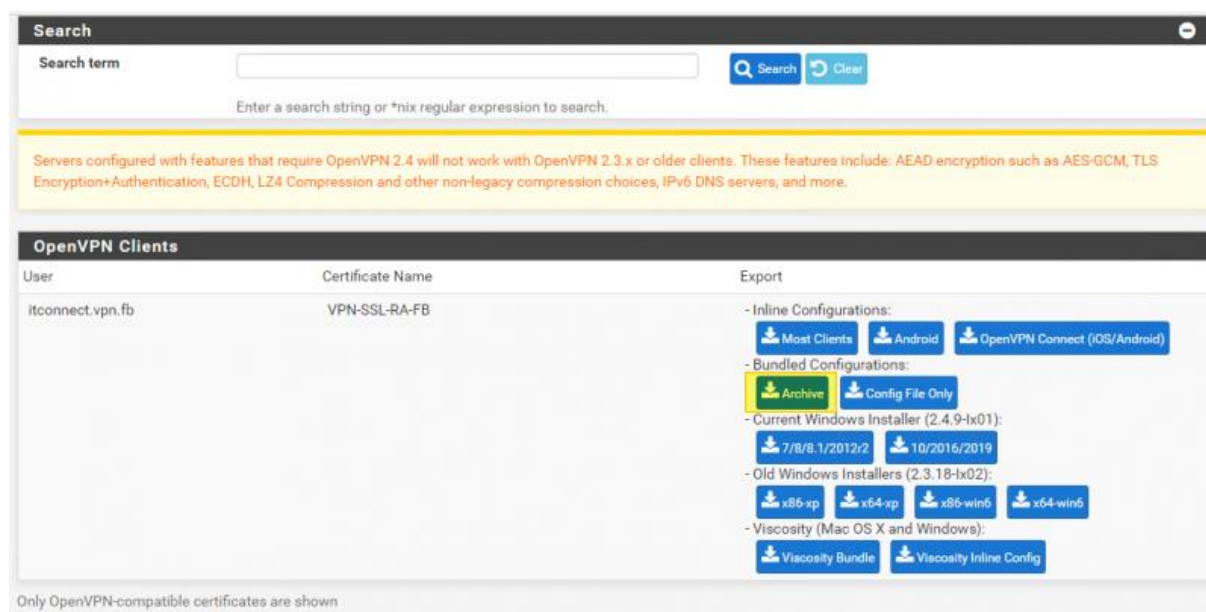 Search
Search term
Search Clear
Enter a search string or *nix regular expression to search.
Servers configured with features that require OpenVPN 2.4 will not work with OpenVPN 2.3.x or older clients. These features include: AEAD encryption such as AES-GCM, TLS
Encryption+Authentication, ECDH, LZ4 Compression and other non-legacy compression choices, IPv6 DNS servers, and more.
OpenVPN Clients
User Certificate Name Export
itconnect.vpn.fb VPN-SSL-RA-FB - Inline Configurations:
Most Clients Android OpenVPN Connect (iOS/Android)
- Bundled Configurations:
Archive Config File Only
- Current Windows Installer (2.4.9-Ix01):
7/8/8.1/2012r2 10/2016/2019
- Old Windows Installers (2.3.18-Ix02):
x86-xp x64-xp x86-win6 x64-win6
- Viscosity (Mac OS X and Windows):
Viscosity Bundle Viscosity Inline Config
Only OpenVPN-compatible certificates are shown